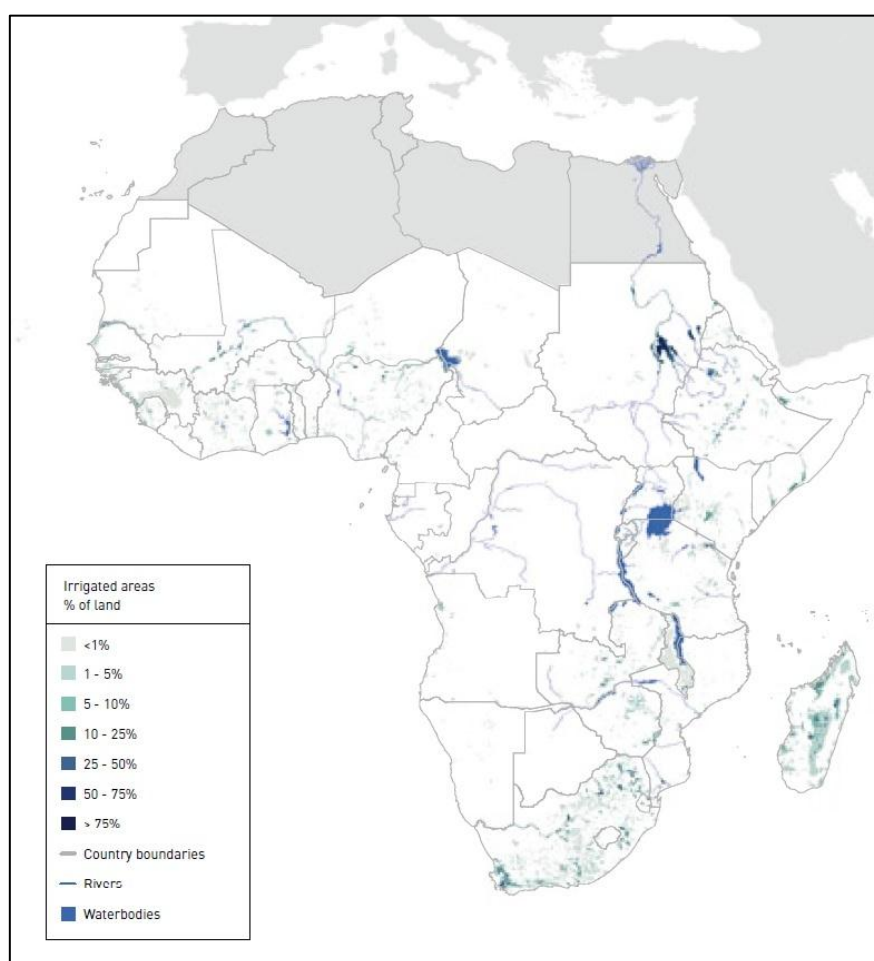 Irrigated areas
% of land
<1%
1 - 5%
5 - 10%
10 - 25%
25 - 50%
50 - 75%
> 75%
Country boundaries
Rivers
Waterbodies